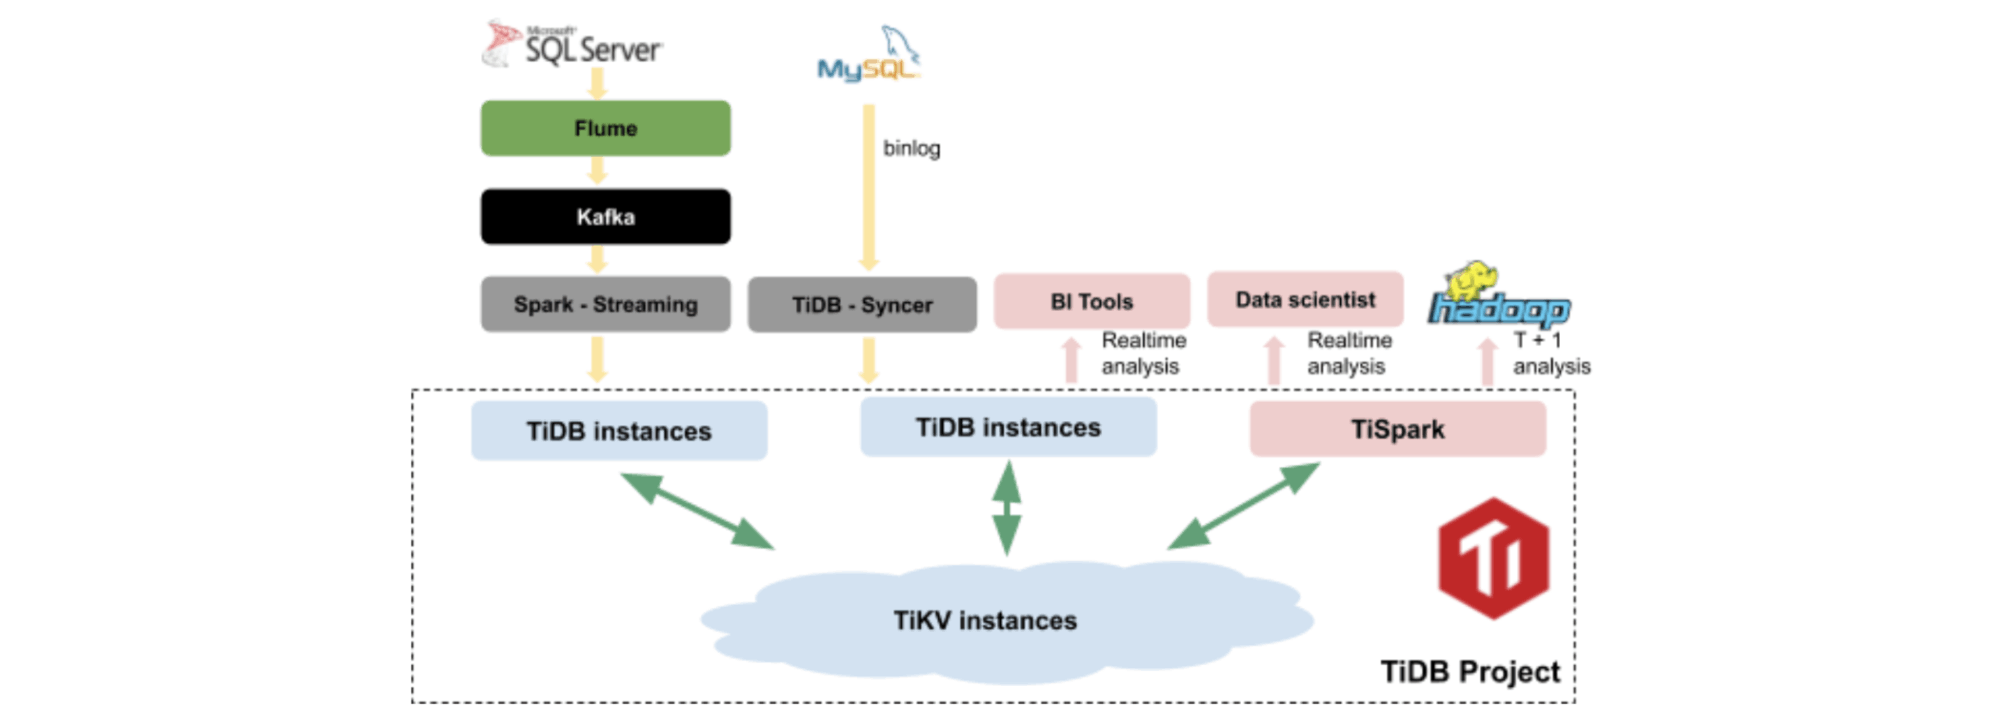 Microsoft
SQL Server
MySQL
Flume
binlog
Kafka
Spark - Streaming
TiDB - Syncer
BI Tools
Data scientist
hadoop
Realtime
analysis
Realtime
analysis
T + 1
analysis
TiDB instances
TiDB instances
TiSpark
TiKV instances
Ti
TiDB Project